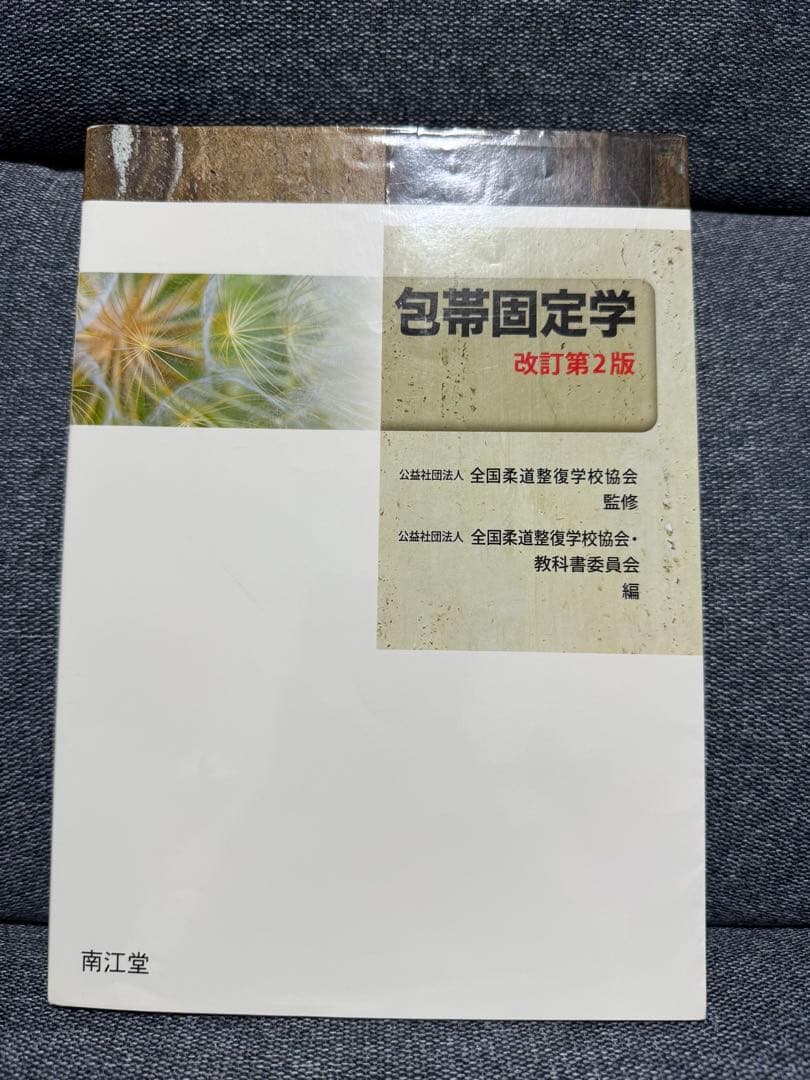 包帯固定学
改訂第2版
公益社団法人 全国柔道整復学校協会
監修
公益社団法人 全国柔道整復学校協会・
教科書委員会
編
南江堂